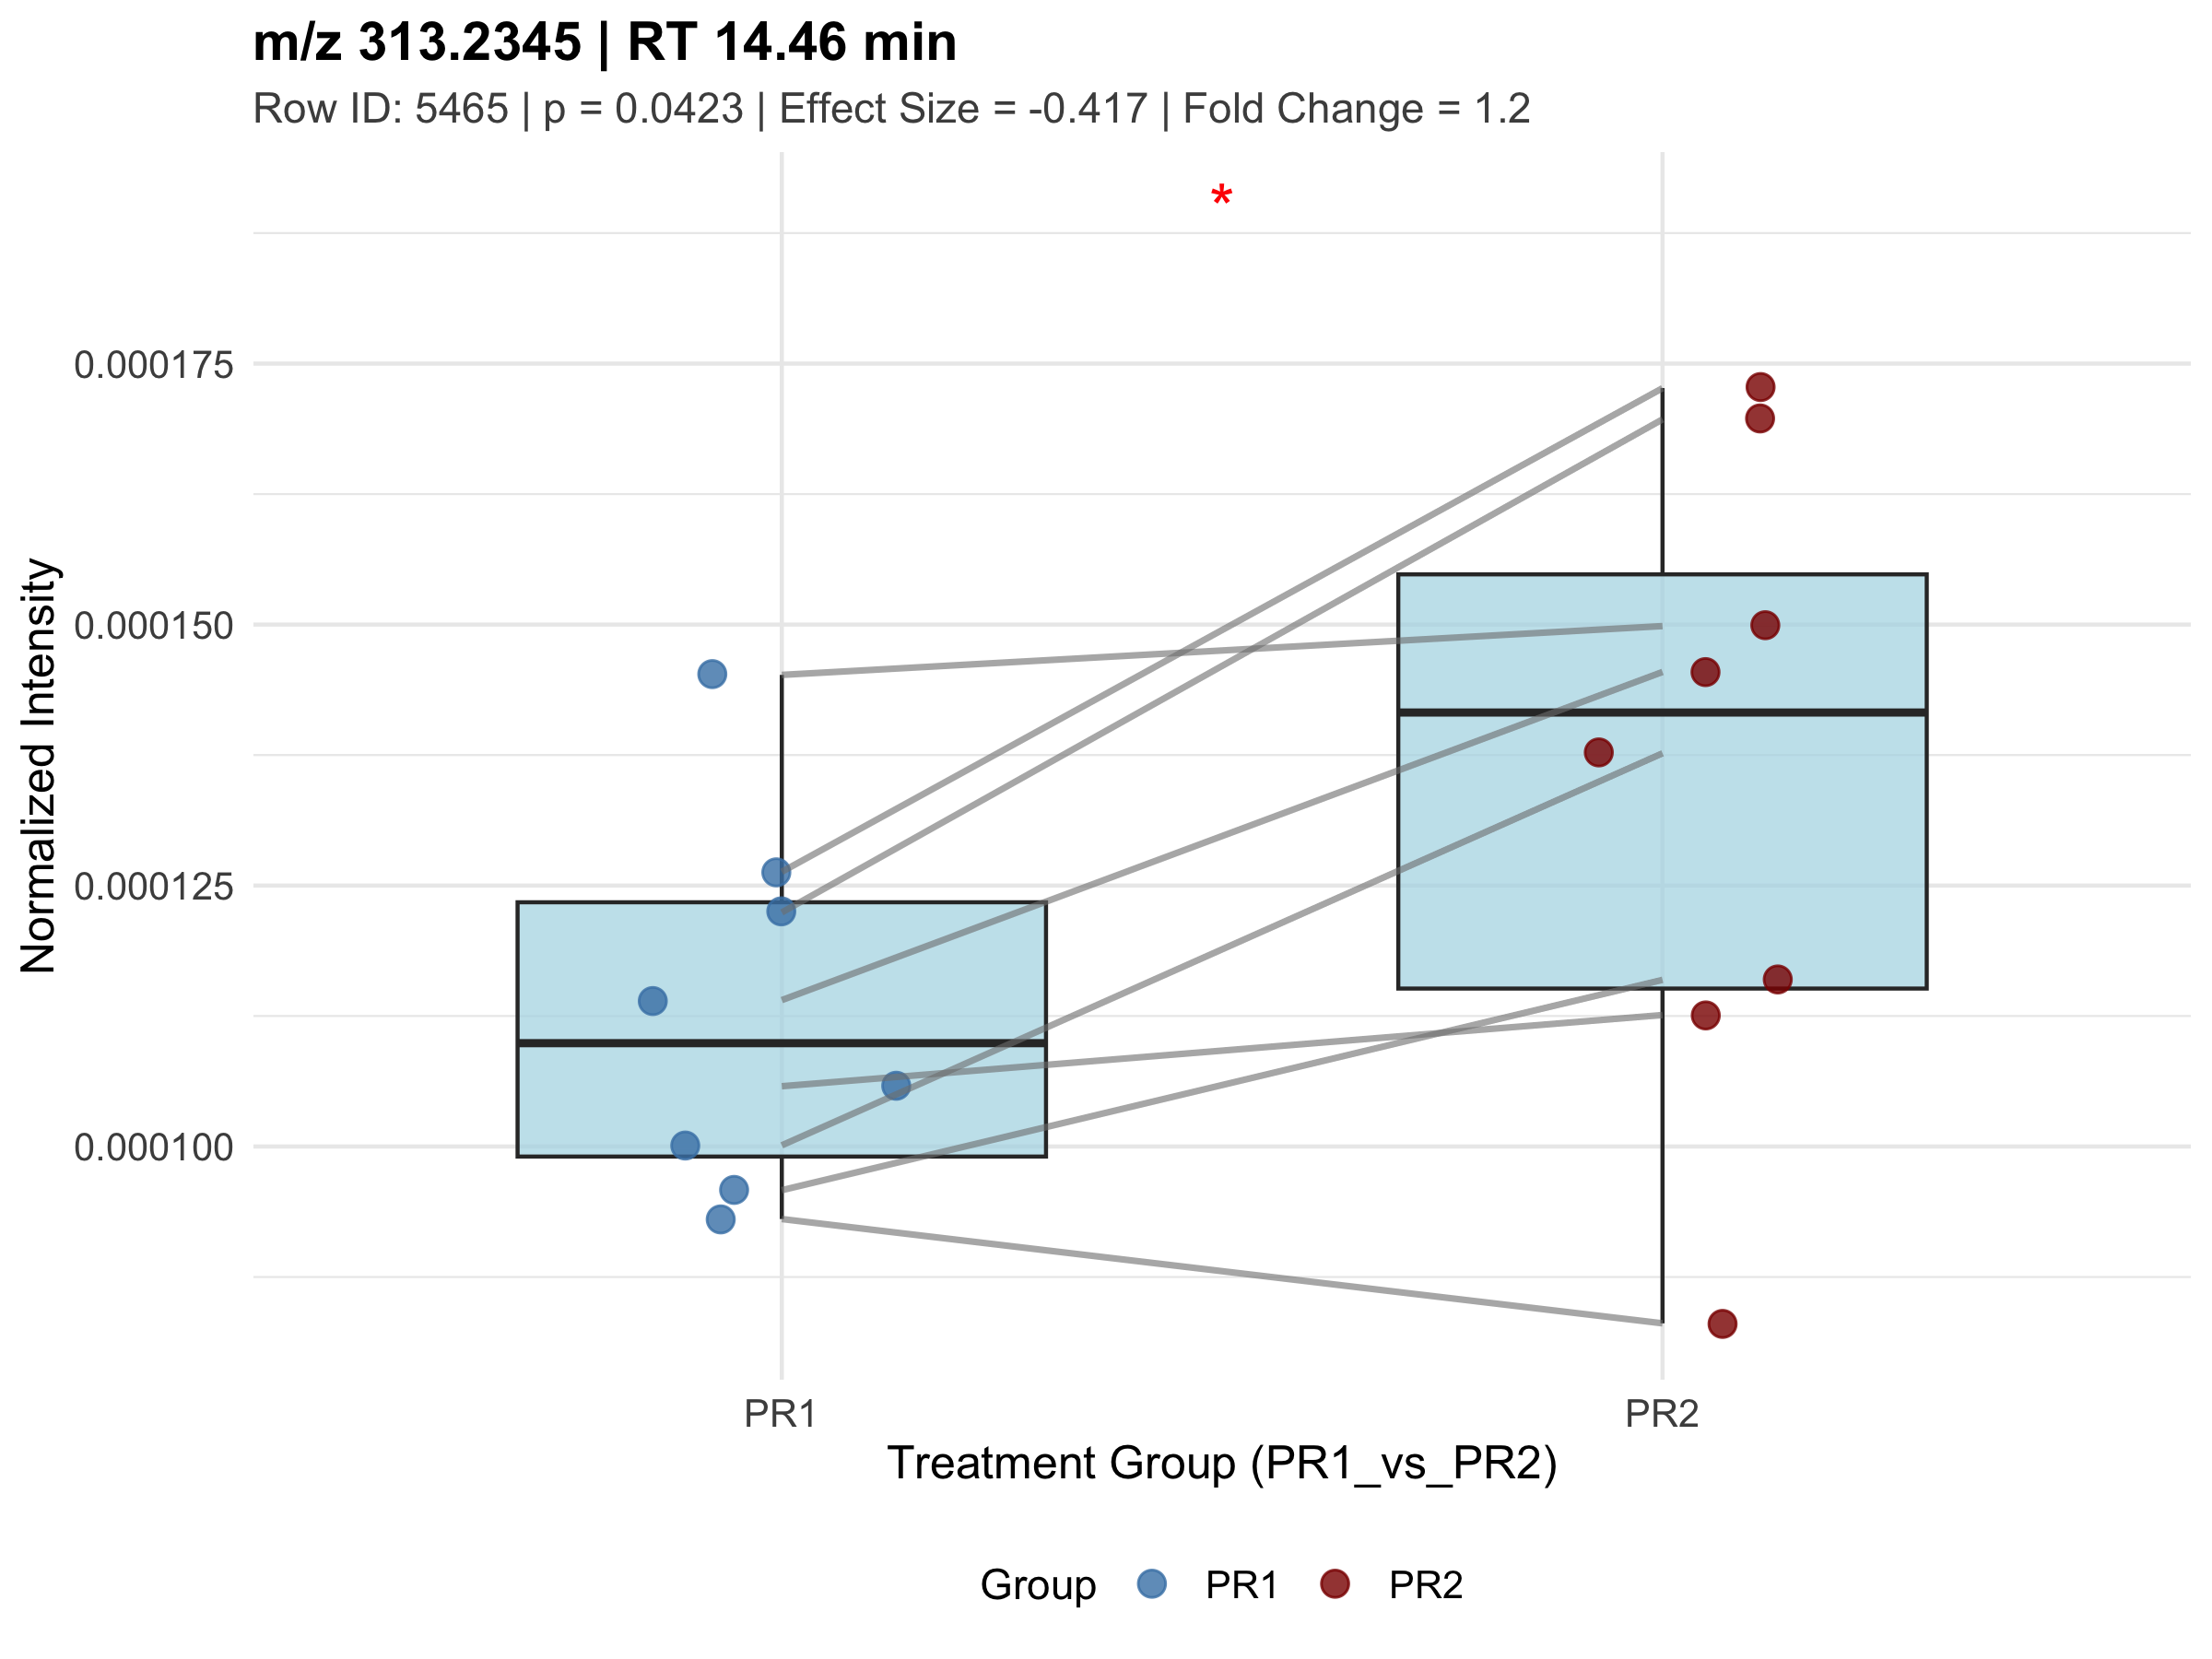 m/z 313.2345 | RT 14.46 min
Row ID: 5465 | p = 0.0423 | Effect Size = -0.417 | Fold Change = 1.2
*
Normalized Intensity
0.000175
0.000150
0.000125
0.000100
PR1
PR2
Treatment Group (PR1_vs_PR2)
Group PR1 PR2